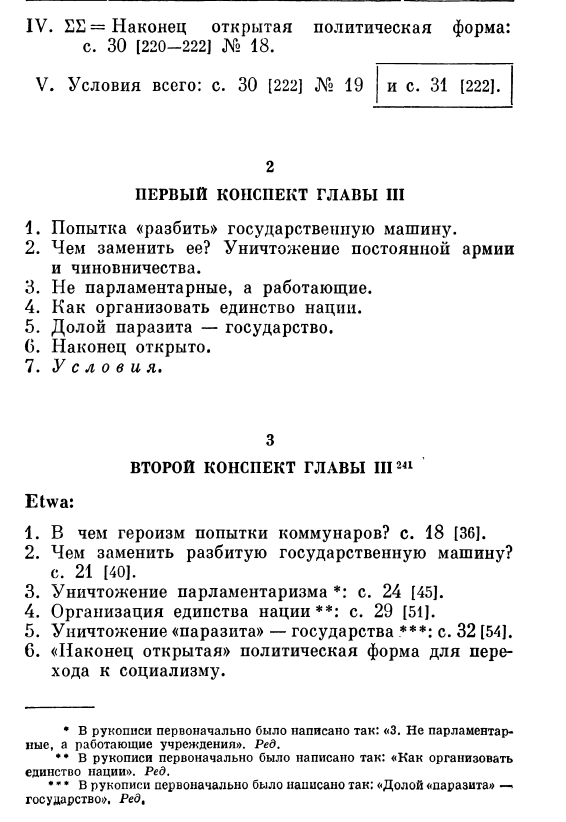 IV. ΣΣ = Наконец открытая политическая форма:
с. 30 [220—222] № 18.
V. Условия всего: с. 30 [222] № 19 и с. 31 [222].
2
ПЕРВЫЙ КОНСПЕКТ ГЛАВЫ III
1. Попытка «разбить» государственную машину.
2. Чем заменить ее? Уничтожение постоянной армии
и чиновничества.
3. Не парламентарные, а работающие.
4. Как организовать единство нации.
5. Долой паразита — государство.
6. Наконец открыто.
7. Условия.
3
ВТОРОЙ КОНСПЕКТ ГЛАВЫ III 241
Etwa:
1. В чем героизм попытки коммунаров? с. 18 [36].
2. Чем заменить разбитую государственную машину?
с. 21 [40].
3. Уничтожение парламентаризма *: с. 24 [45].
4. Организация единства нации **: с. 29 [51].
5. Уничтожение «паразита» — государства ***: с. 32 [54].
6. «Наконец открытая» политическая форма для пере-
хода к социализму.
* В рукописи первоначально было написано так: «3. Не парламентар-
ные, а работающие учреждения». Ред.
** В рукописи первоначально было написано так: «Как организовать
единство нации». Ред.
*** В рукописи первоначально было написано так: «Долой «паразита» —
государство». Ред.